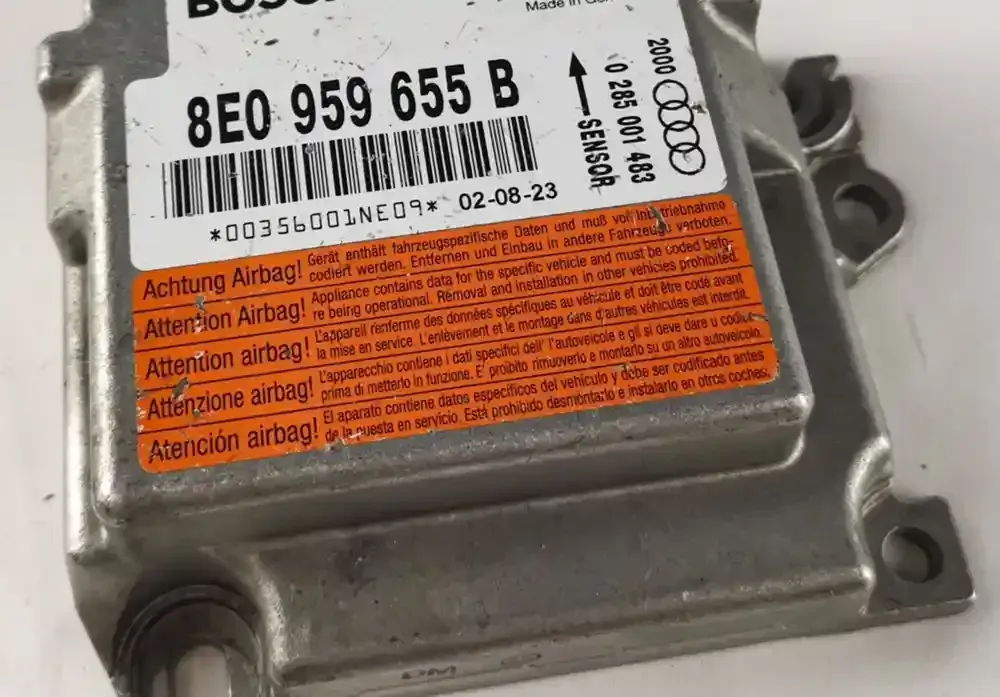 BOSCH
Made in Ger
8E0 959 655 B
2000
0 285 001 483
SENSOR
*00356001NE09* 02-08-23
Achtung Airbag! Gerät enthält fahrzeugspezifische Daten und muß vor Inbetriebnahme
codiert werden. Entfernen und Einbau in andere Fahrzeuge verboten.
Attention Airbag! Appliance contains data for the specific vehicle and must be coded befo-
re being operational. Removal and installation in other vehicles prohibited.
Attention airbag! L'appareil renferme des données spécifiques au véhicule et doit être codé avant
la mise en service. L'enlèvement et le montage dans d'autres véhicules est interdit.
Attenzione airbag! L'apparecchio contiene i dati specifici dell' l'autoveicolo e gli si deve dare u codice
prima di metterlo in funzione. E' proibito rimuoverlo e montarlo su un altro autoveicolo.
Atención airbag! El aparato contiene datos específicos del vehículo y debe ser codificado antes
de la puesta en servicio. Está prohibido desmontarlo e instalarlo en otros coches.